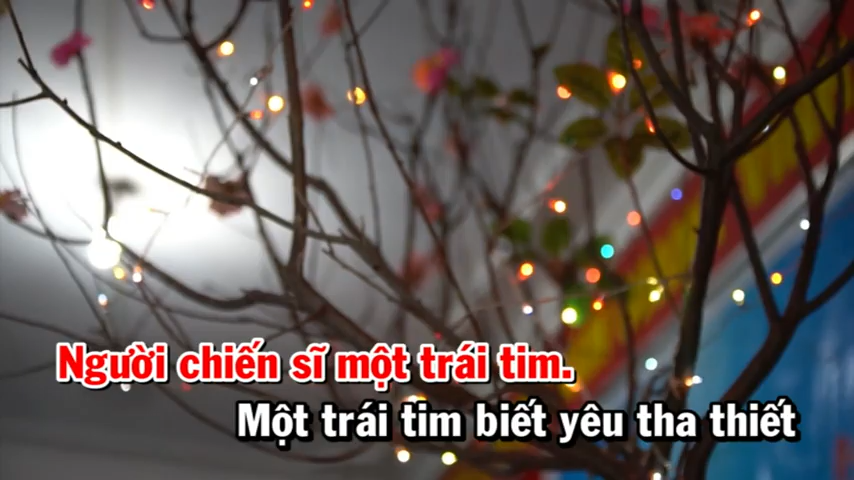 Người chiến sĩ một trái tim.
Một trái tim biết yêu tha thiết